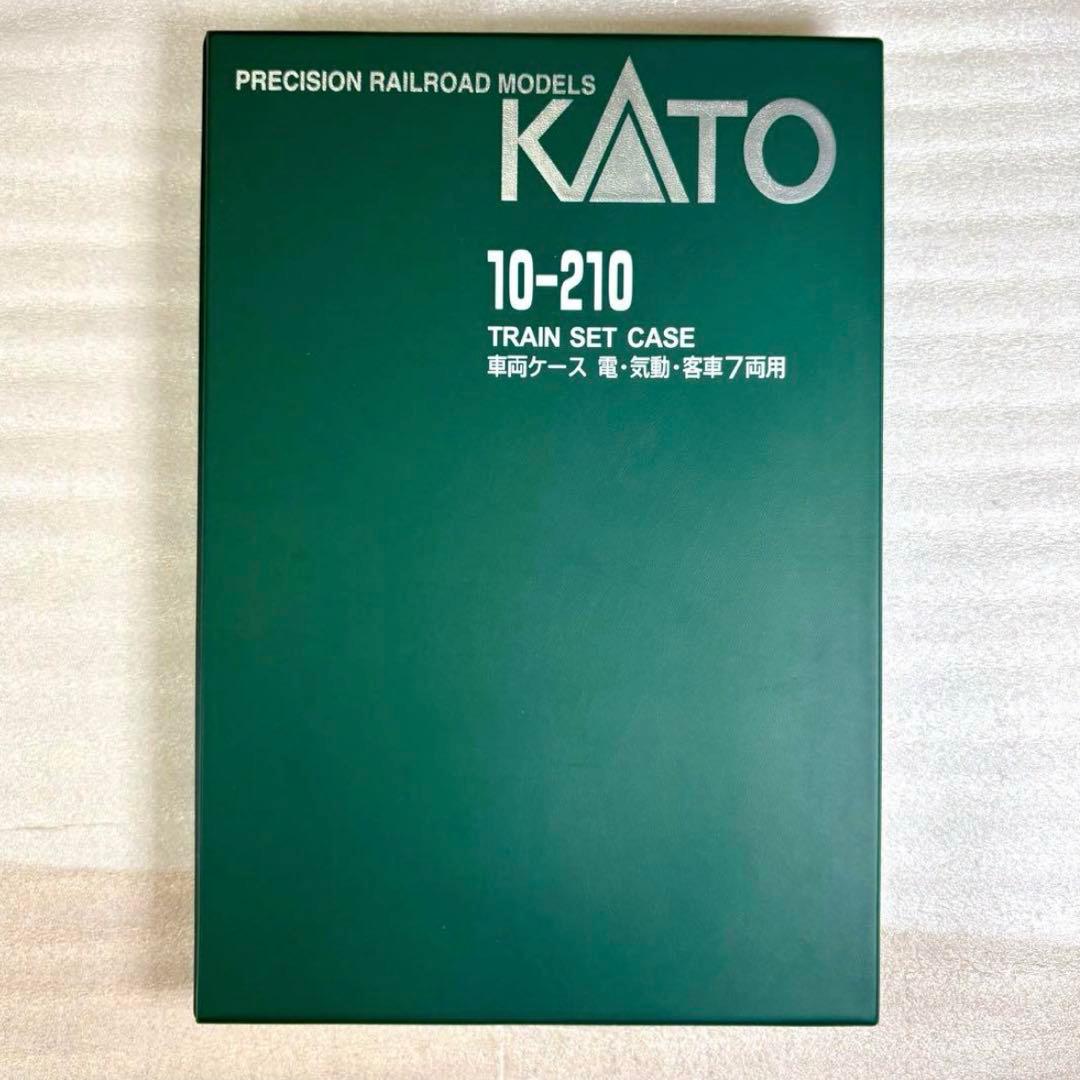 PRECISION RAILROAD MODELS
KATO
10-210
TRAIN SET CASE
車両ケース 電・気動・客車7両用